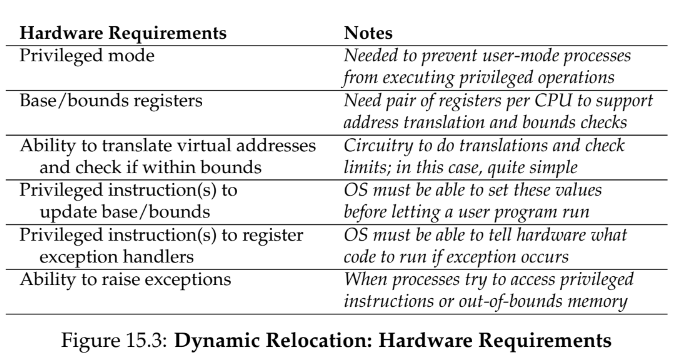 Hardware Requirements Notes
Privileged mode Needed to prevent user-mode processes
from executing privileged operations
Base/bounds registers Need pair of registers per CPU to support
address translation and bounds checks
Ability to translate virtual addresses Circuitry to do translations and check
and check if within bounds limits; in this case, quite simple
Privileged instruction(s) to OS must be able to set these values
update base/bounds before letting a user program run
Privileged instruction(s) to register OS must be able to tell hardware what
exception handlers code to run if exception occurs
Ability to raise exceptions When processes try to access privileged
instructions or out-of-bounds memory
Figure 15.3: Dynamic Relocation: Hardware Requirements